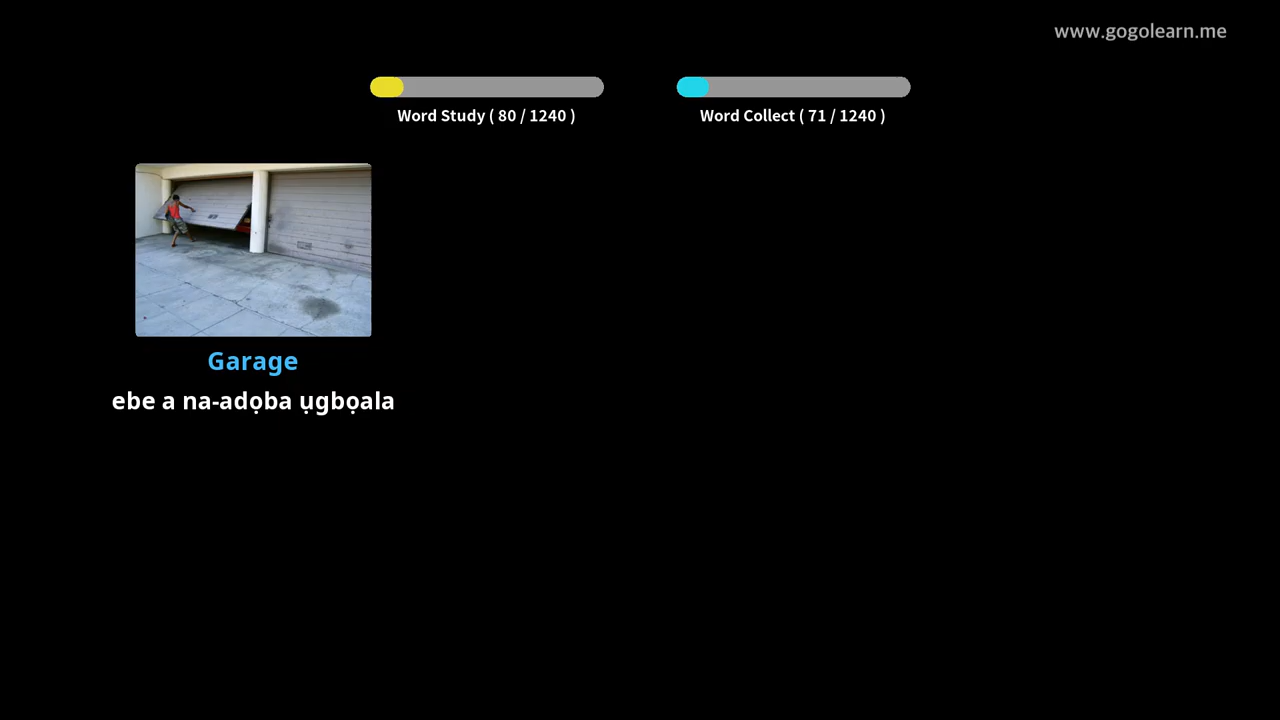 www.gogolearn.me
Word Study ( 80 / 1240 )
Word Collect ( 71 / 1240 )
Garage
ebe a na-adọba ụgbọala